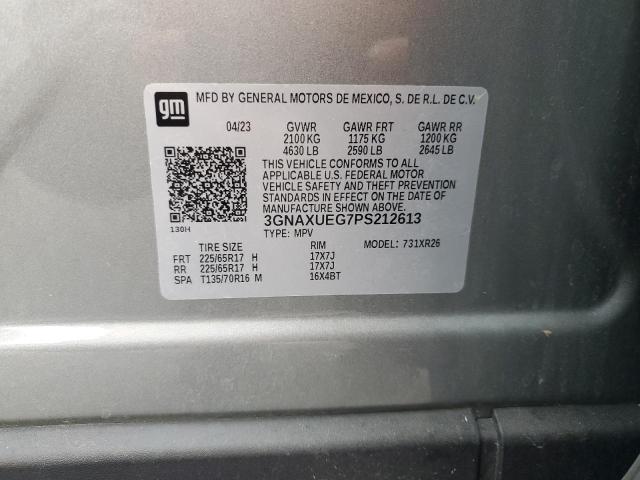 gm
MFD BY GENERAL MOTORS DE MEXICO, S. DE R.L. DE C.V.
04/23 GVWR GAWR FRT GAWR RR
2100 KG 1175 KG 1200 KG
4630 LB 2590 LB 2645 LB
THIS VEHICLE CONFORMS TO ALL
APPLICABLE U.S. FEDERAL MOTOR
VEHICLE SAFETY AND THEFT PREVENTION
STANDARDS IN EFFECT ON THE DATE OF
MANUFACTURE SHOWN ABOVE.
3GNAXUEG7PS212613
130H
TYPE: MPV
TIRE SIZE RIM MODEL: 731XR26
FRT 225/65R17 H 17X7J
RR 225/65R17 H 17X7J
SPA T135/70R16 M 16X4BT